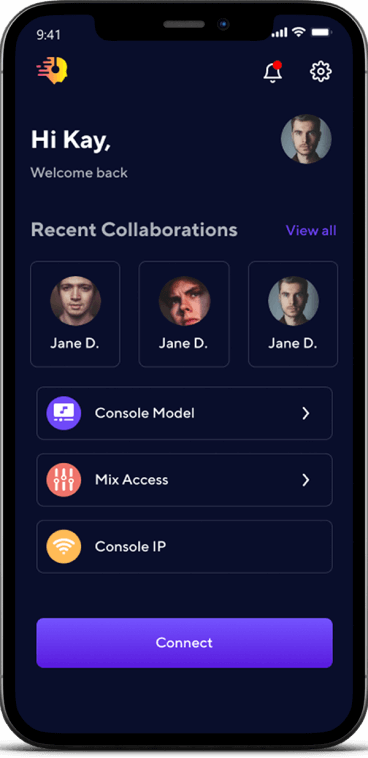 9:41
Hi Kay,
Welcome back
Recent Collaborations View all
Jane D. Jane D. Jane D.
Console Model
Mix Access
Console IP
Connect